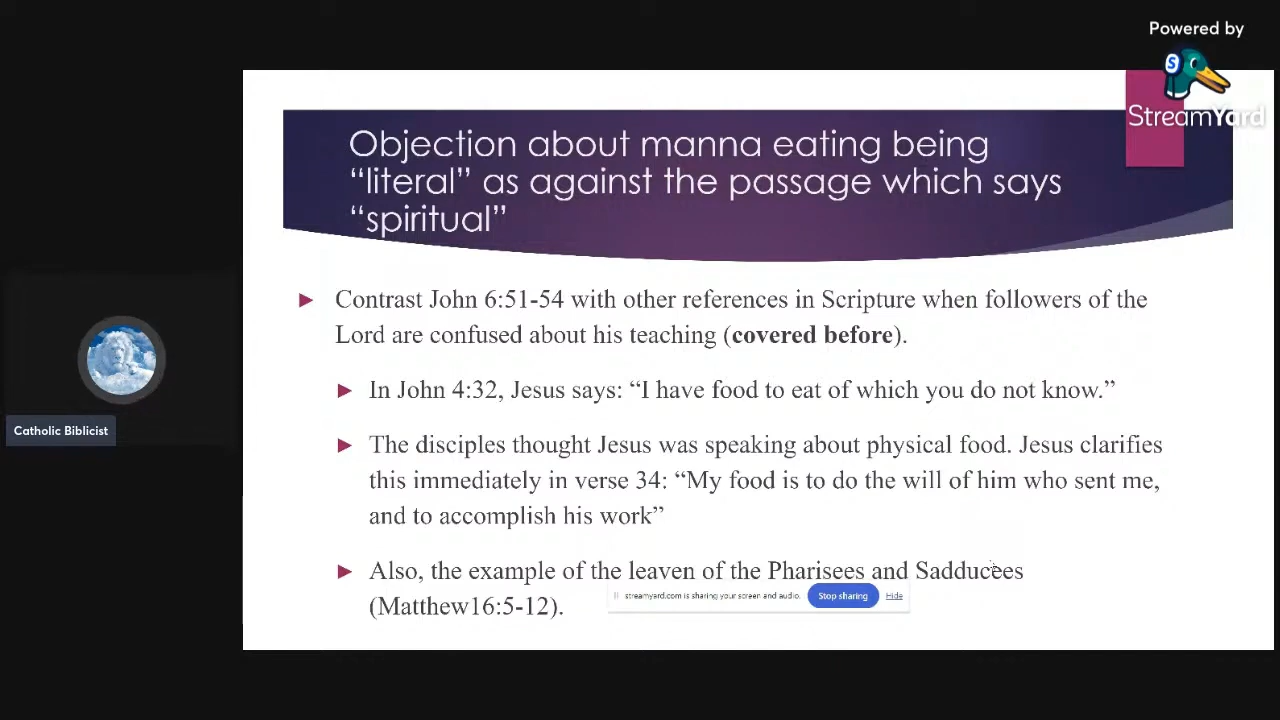 Powered by
StreamYard
Objection about manna eating being
“literal” as against the passage which says
“spiritual”
Contrast John 6:51-54 with other references in Scripture when followers of the
Lord are confused about his teaching (covered before).
In John 4:32, Jesus says: “I have food to eat of which you do not know.”
The disciples thought Jesus was speaking about physical food. Jesus clarifies
this immediately in verse 34: “My food is to do the will of him who sent me,
and to accomplish his work”
Also, the example of the leaven of the Pharisees and Sadducees
(Matthew16:5-12).
streamyard.com is sharing your screen and audio. Stop sharing Hide
Catholic Biblicist